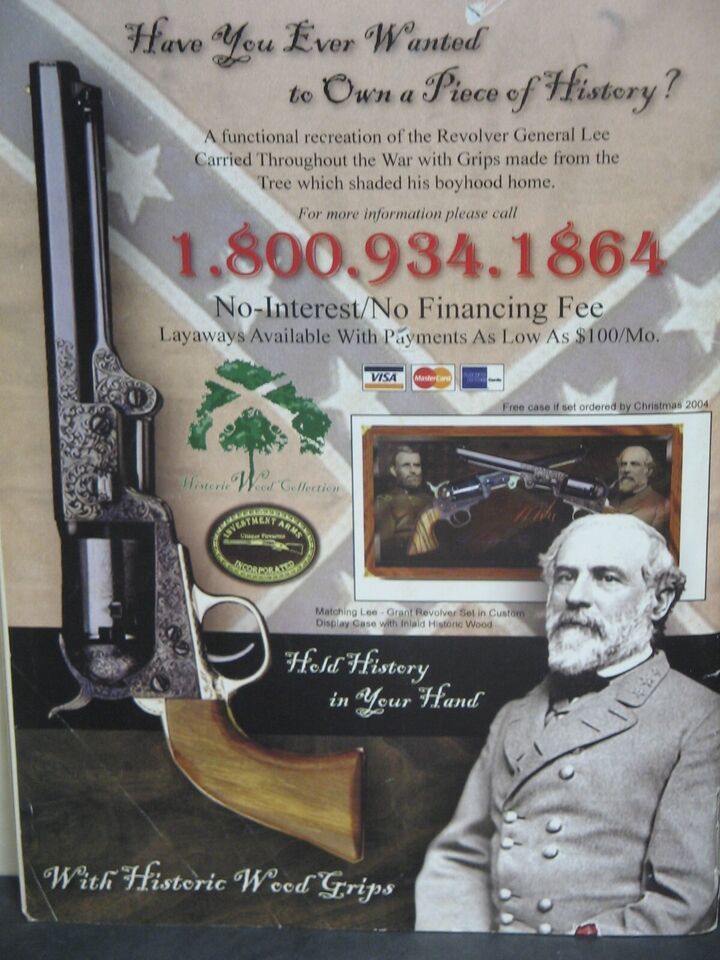 Have You Ever Wanted
to Own a Piece of History?
A functional recreation of the Revolver General Lee
Carried Throughout the War with Grips made from the
Tree which shaded his boyhood home.
For more information please call
1.800.934.1864
No-Interest/No Financing Fee
Layaways Available With Payments As Low As $100/Mo.
VISA
MasterCard
Free case if set ordered by Christmas 2004
Historic Wood Collection
INVESTMENT ARMS
Unique Firearms
INCORPORATED
Matching Lee - Grant Revolver Set in Custom
Display Case with Inlaid Historic Wood
Hold History
in Your Hand
With Historic Wood Grips